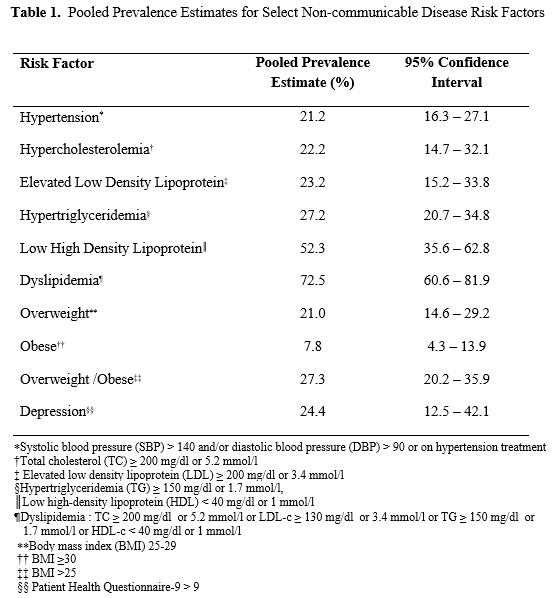 Table 1. Pooled Prevalence Estimates for Select Non-communicable Disease Risk Factors
Risk Factor Pooled Prevalence Estimate (%) 95% Confidence Interval
Hypertension* 21.2 16.3 – 27.1
Hypercholesterolemia† 22.2 14.7 – 32.1
Elevated Low Density Lipoprotein‡ 23.2 15.2 – 33.8
Hypertriglyceridemia§ 27.2 20.7 – 34.8
Low High Density Lipoprotein‖ 52.3 35.6 – 62.8
Dyslipidemia¶ 72.5 60.6 – 81.9
Overweight** 21.0 14.6 – 29.2
Obese†† 7.8 4.3 – 13.9
Overweight /Obese‡‡ 27.3 20.2 – 35.9
Depression§§ 24.4 12.5 – 42.1
*Systolic blood pressure (SBP) > 140 and/or diastolic blood pressure (DBP) > 90 or on hypertension treatment
†Total cholesterol (TC) ≥ 200 mg/dl or 5.2 mmol/l
‡ Elevated low density lipoprotein (LDL) ≥ 200 mg/dl or 3.4 mmol/l
§Hypertriglyceridemia (TG) ≥ 150 mg/dl or 1.7 mmol/l,
‖Low high-density lipoprotein (HDL) < 40 mg/dl or 1 mmol/l
¶Dyslipidemia : TC ≥ 200 mg/dl or 5.2 mmol/l or LDL-c ≥ 130 mg/dl or 3.4 mmol/l or TG ≥ 150 mg/dl or
1.7 mmol/l or HDL-c < 40 mg/dl or 1 mmol/l
**Body mass index (BMI) 25-29
†† BMI ≥30
‡‡ BMI >25
§§ Patient Health Questionnaire-9 > 9